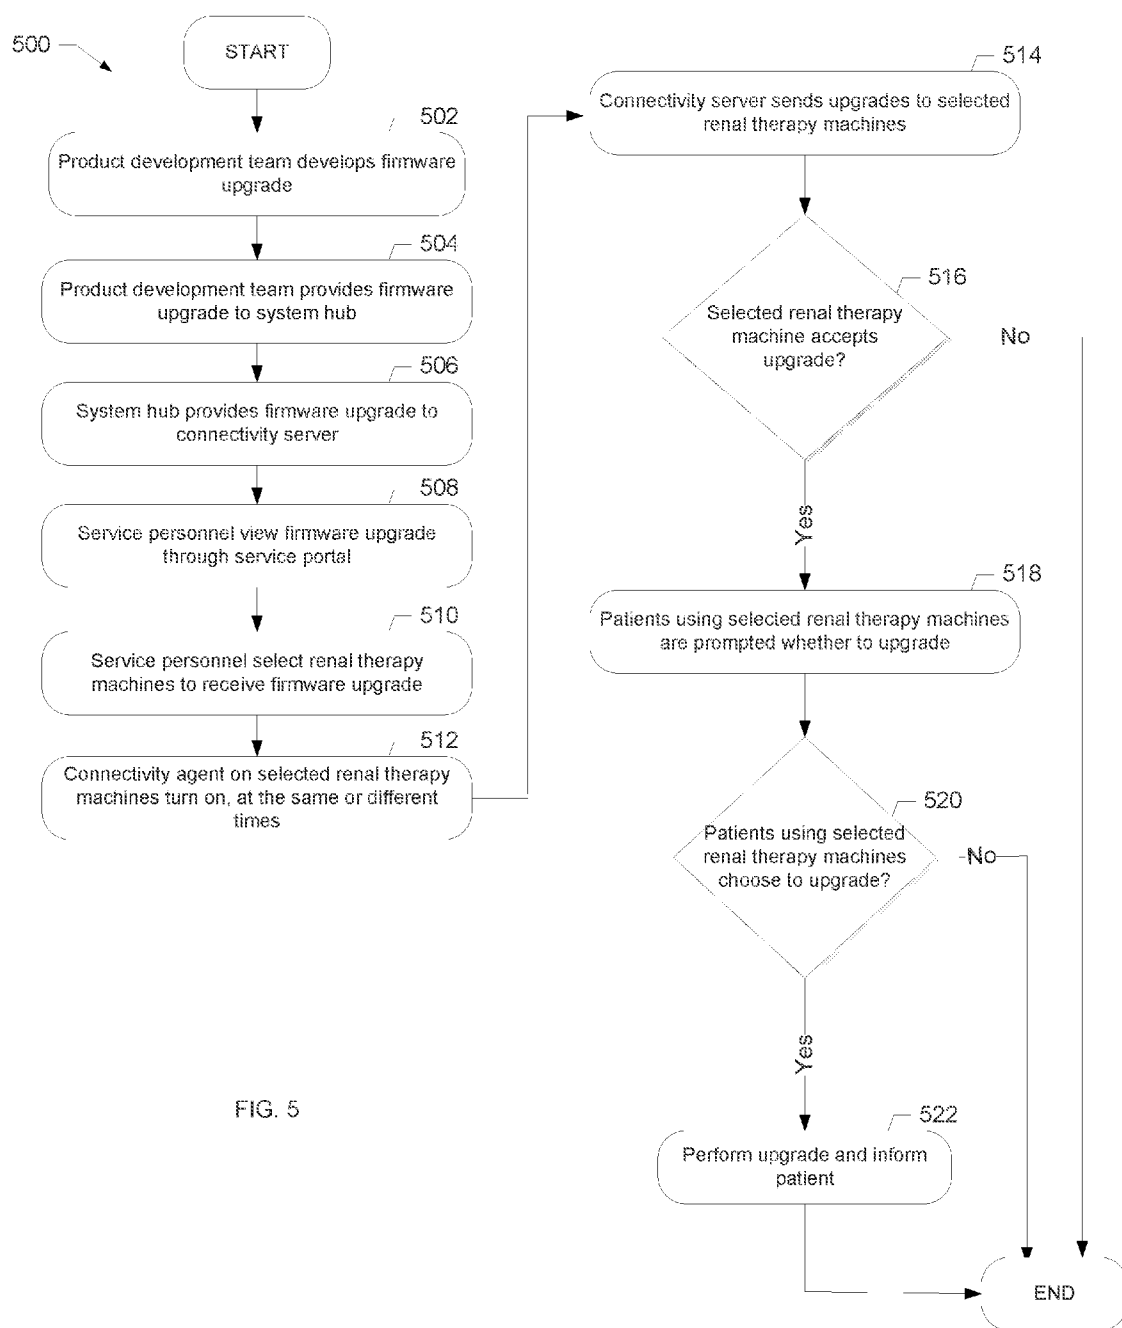 500
START
502
Product development team develops firmware
upgrade
504
Product development team provides firmware
upgrade to system hub
506
System hub provides firmware upgrade to
connectivity server
508
Service personnel view firmware upgrade
through service portal
510
Service personnel select renal therapy
machines to receive firmware upgrade
512
Connectivity agent on selected renal therapy
machines turn on, at the same or different
times
514
Connectivity server sends upgrades to selected
renal therapy machines
516
Selected renal therapy
machine accepts
upgrade?
No
Yes
518
Patients using selected renal therapy machines
are prompted whether to upgrade
520
Patients using selected
renal therapy machines
choose to upgrade?
No
Yes
522
Perform upgrade and inform
patient
END
FIG. 5